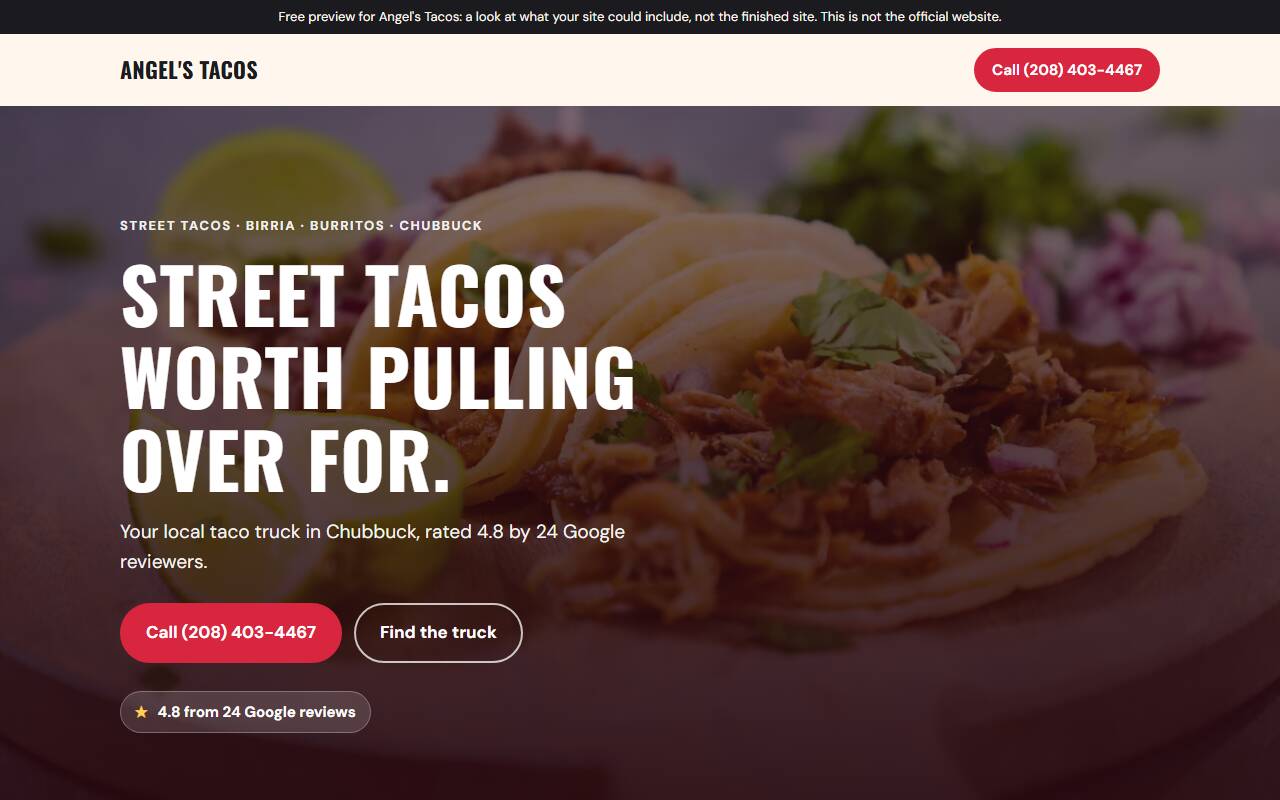 Free preview for Angel's Tacos: a look at what your site could include, not the finished site. This is not the official website.
ANGEL'S TACOS
Call (208) 403-4467
STREET TACOS · BIRRIA · BURRITOS · CHUBBUCK
STREET TACOS
WORTH PULLING
OVER FOR.
Your local taco truck in Chubbuck, rated 4.8 by 24 Google
reviewers.
Call (208) 403-4467
Find the truck
★ 4.8 from 24 Google reviews